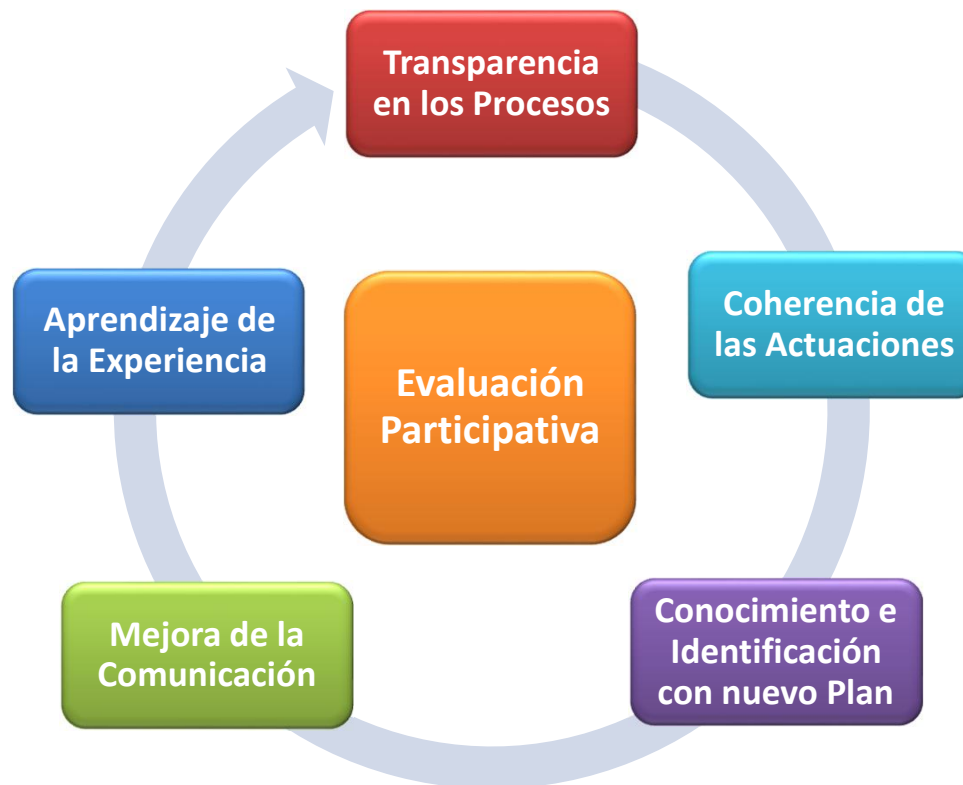 Transparencia
en los Procesos
Coherencia de
las Actuaciones
Conocimiento e
Identificación
con nuevo Plan
Mejora de la
Comunicación
Aprendizaje de
la Experiencia
Evaluación
Participativa